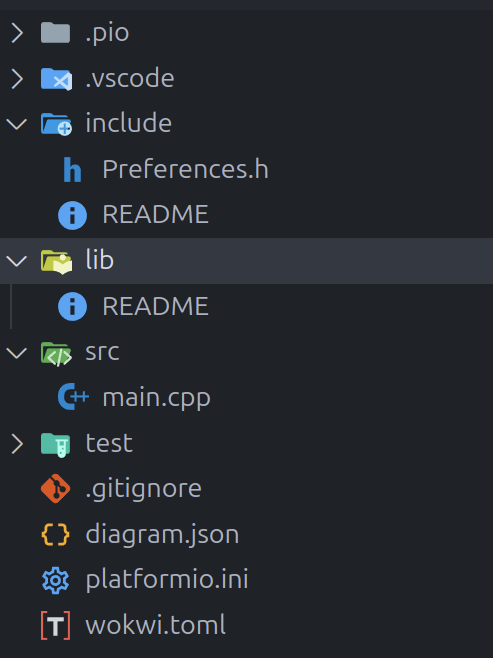 .pio
.vscode
include
h Preferences.h
i README
lib
i README
src
C++ main.cpp
test
.gitignore
{} diagram.json
platformio.ini
[T] wokwi.toml